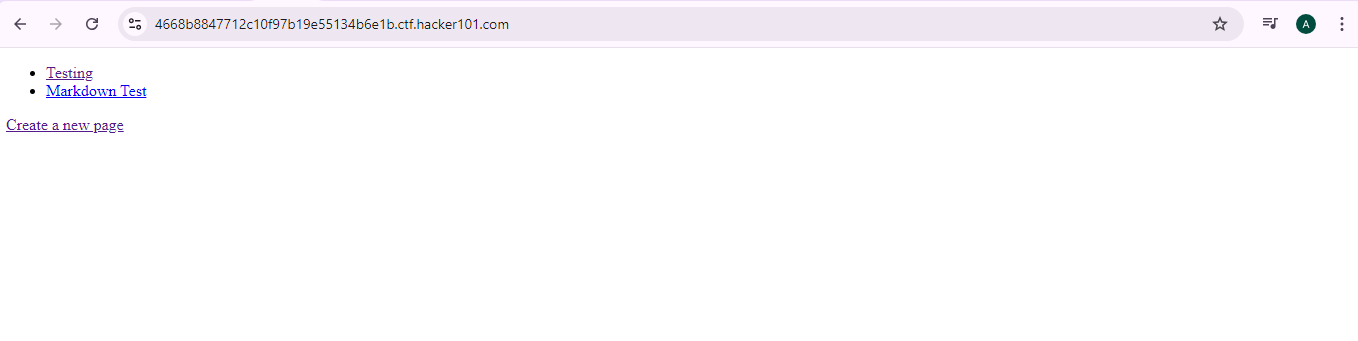 4668b8847712c10f97b19e55134b6e1b.ctf.hacker101.com
A
Testing
Markdown Test
Create a new page